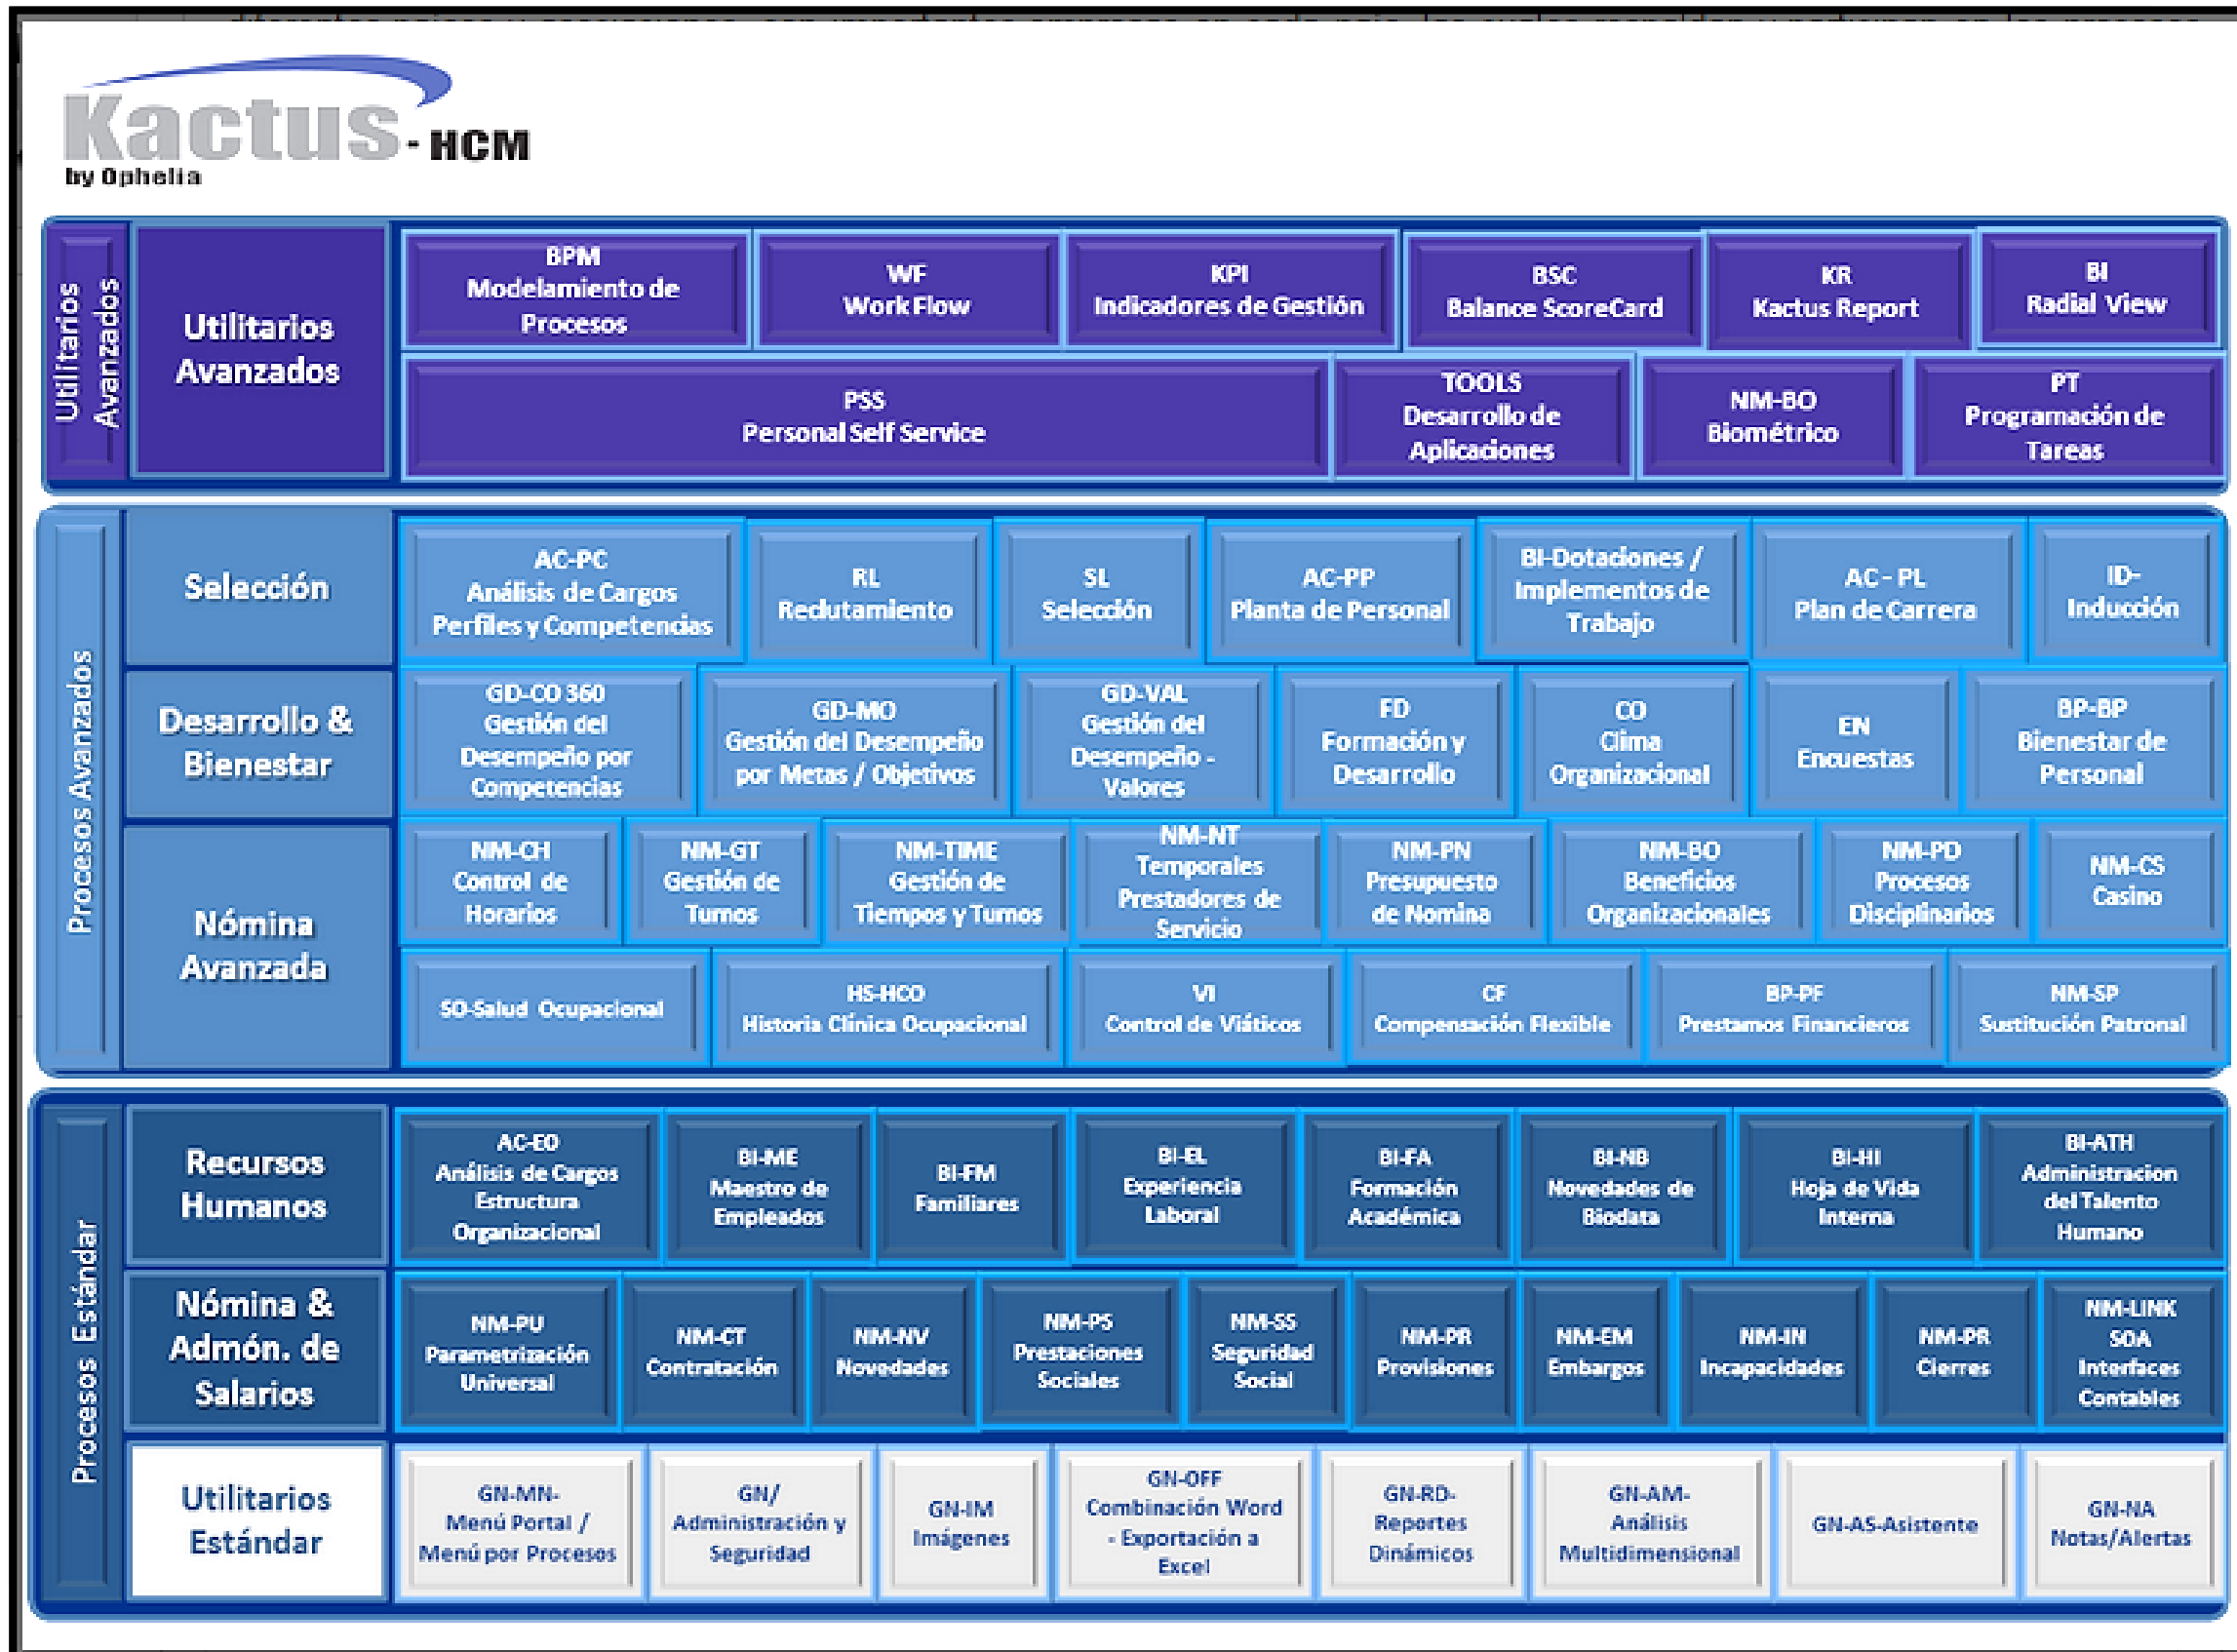 Kactus - HCM
by Ophelia
Utilitarios
Avanzados
Utilitarios
Avanzados
BPM
Modelamiento de
Procesos
WF
Work Flow
KPI
Indicadores de Gestión
BSC
Balance ScoreCard
KR
Kactus Report
BI
Radial View
PSS
Personal Self Service
TOOLS
Desarrollo de
Aplicaciones
NM-BO
Biométrico
PT
Programación de
Tareas
Procesos Avanzados
Selección
AC-PC
Análisis de Cargos
Perfiles y Competencias
RL
Reclutamiento
SL
Selección
AC-PP
Planta de Personal
BI-Dotaciones /
Implementos de
Trabajo
AC - PL
Plan de Carrera
ID-
Inducción
Desarrollo &
Bienestar
GD-CO 360
Gestión del
Desempeño por
Competencias
GD-MO
Gestión del Desempeño
por Metas / Objetivos
GD-VAL
Gestión del
Desempeño -
Valores
FD
Formación y
Desarrollo
CO
Clima
Organizacional
EN
Encuestas
BP-BP
Bienestar de
Personal
Nómina
Avanzada
NM-CH
Control de
Horarios
NM-GT
Gestión de
Turnos
NM-TIME
Gestión de
Tiempos y Turnos
NM-NT
Temporales
Prestadores de
Servicio
NM-PN
Presupuesto
de Nomina
NM-BO
Beneficios
Organizacionales
NM-PD
Procesos
Disciplinarios
NM-CS
Casino
SO-Salud Ocupacional
HS-HCO
Historia Clínica Ocupacional
VI
Control de Viáticos
CF
Compensación Flexible
BP-PF
Prestamos Financieros
NM-SP
Sustitución Patronal
Procesos Estándar
Recursos
Humanos
AC-EO
Análisis de Cargos
Estructura
Organizacional
BI-ME
Maestro de
Empleados
BI-FM
Familiares
BI-EL
Experiencia
Laboral
BI-FA
Formación
Académica
BI-NB
Novedades de
Biodata
BI-HI
Hoja de Vida
Interna
BI-ATH
Administracion
del Talento
Humano
Nómina &
Admón. de
Salarios
NM-PU
Parametrización
Universal
NM-CT
Contratación
NM-NV
Novedades
NM-PS
Prestaciones
Sociales
NM-SS
Seguridad
Social
NM-PR
Provisiones
NM-EM
Embargos
NM-IN
Incapacidades
NM-PR
Cierres
NM-LINK
SOA
Interfaces
Contables
Utilitarios
Estándar
GN-MN-
Menú Portal /
Menú por Procesos
GN/
Administración y
Seguridad
GN-IM
Imágenes
GN-OFF
Combinación Word
- Exportación a
Excel
GN-RD-
Reportes
Dinámicos
GN-AM-
Análisis
Multidimensional
GN-AS-Asistente
GN-NA
Notas/Alertas